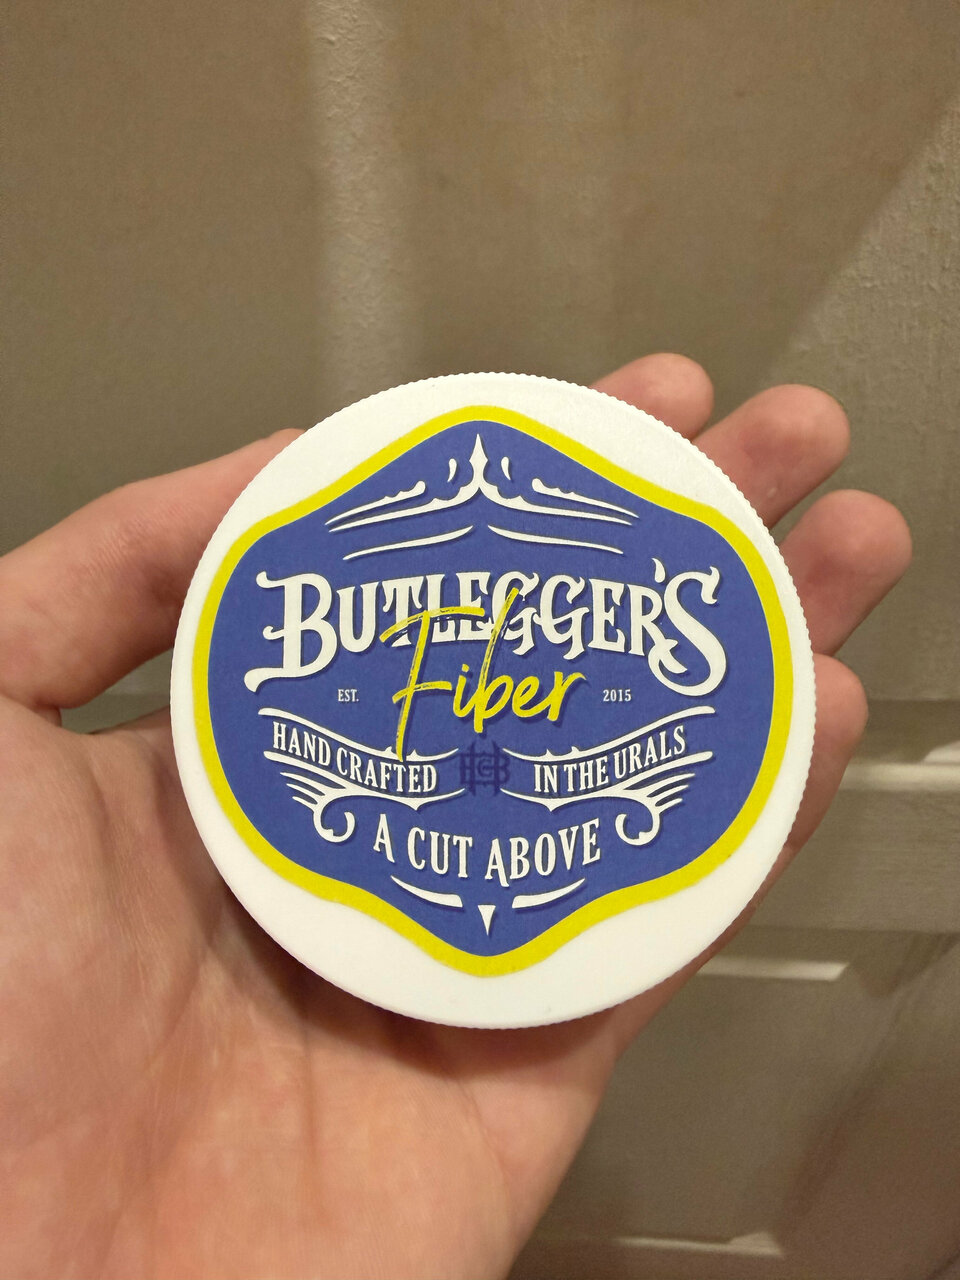 BUTLEGGER'S
Fiber
EST. 2015
HAND CRAFTED IN THE URALS
A CUT ABOVE